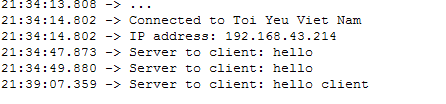 21:34:13.808 -> ...
21:34:14.802 -> Connected to Toi Yeu Viet Nam
21:34:14.802 -> IP address: 192.168.43.214
21:34:47.873 -> Server to client: hello
21:34:49.880 -> Server to client: hello
21:39:07.359 -> Server to client: hello client